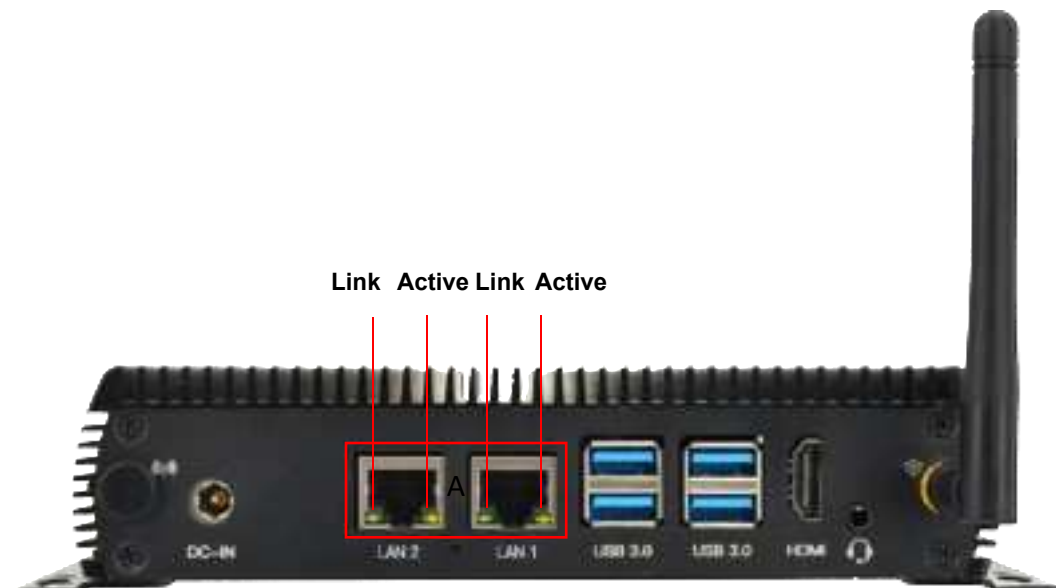 Link Active Link Active
A
DC-IN LAN 2 LAN 1 USB 3.0 USB 3.0 HDMI